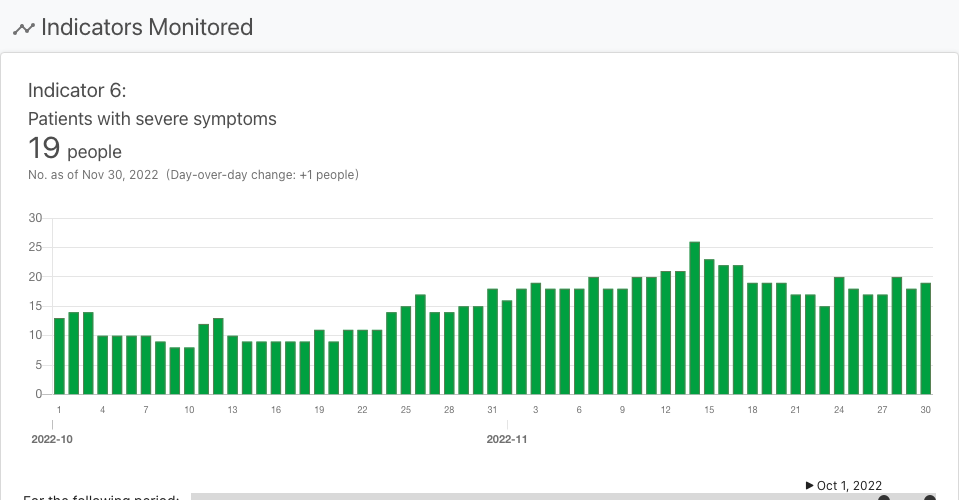 Indicators Monitored
Indicator 6:
Patients with severe symptoms
19 people
No. as of Nov 30, 2022 (Day-over-day change: +1 people)
30
25
20
15
10
5
0
1 4 7 10 13 16 19 22 25 28 31 3 6 9 12 15 18 21 24 27 30
2022-10 2022-11
Oct 1, 2022
For the following period: